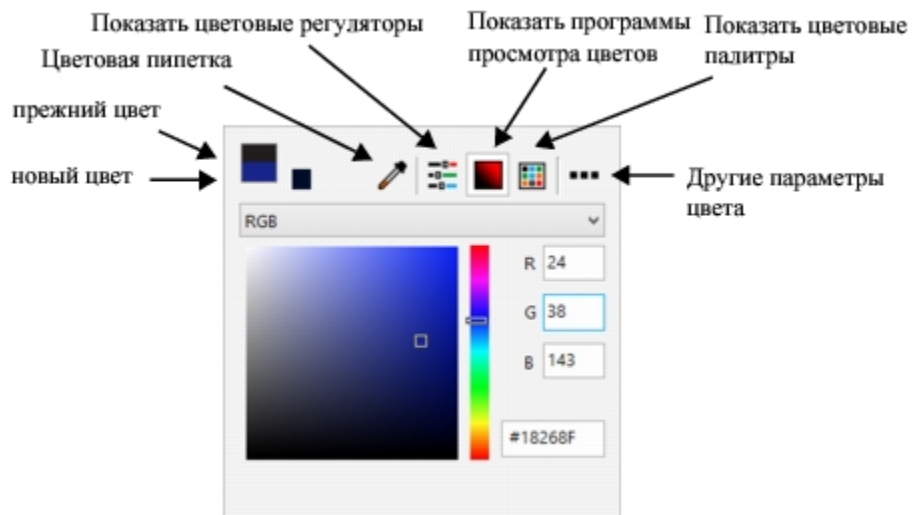 Показать цветовые регуляторы
Цветовая пипетка
прежний цвет
новый цвет
Показать программы
просмотра цветов
Показать цветовые
палитры
Другие параметры
цвета
RGB
R 24
G 38
B 143
#18268F